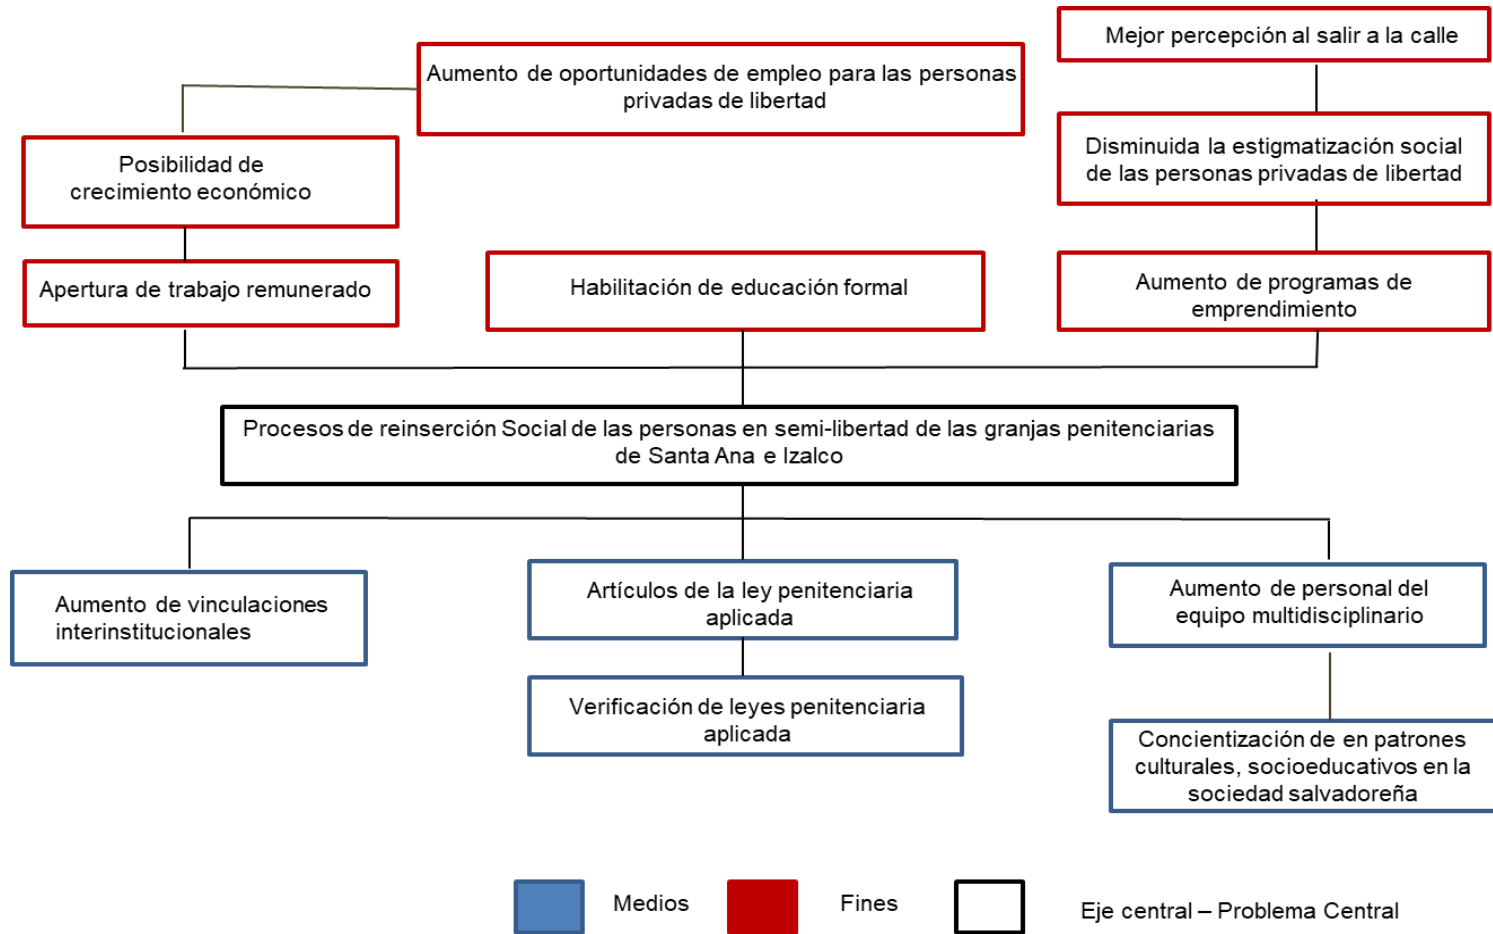 Mejor percepción al salir a la calle
Aumento de oportunidades de empleo para las personas
privadas de libertad
Disminuida la estigmatización social
de las personas privadas de libertad
Posibilidad de
crecimiento económico
Apertura de trabajo remunerado
Habilitación de educación formal
Aumento de programas de
emprendimiento
Procesos de reinserción Social de las personas en semi-libertad de las granjas penitenciarias
de Santa Ana e Izalco
Aumento de vinculaciones
interinstitucionales
Artículos de la ley penitenciaria
aplicada
Aumento de personal del
equipo multidisciplinario
Verificación de leyes penitenciaria
aplicada
Concientización de en patrones
culturales, socioeducativos en la
sociedad salvadoreña
Medios
Fines
Eje central – Problema Central